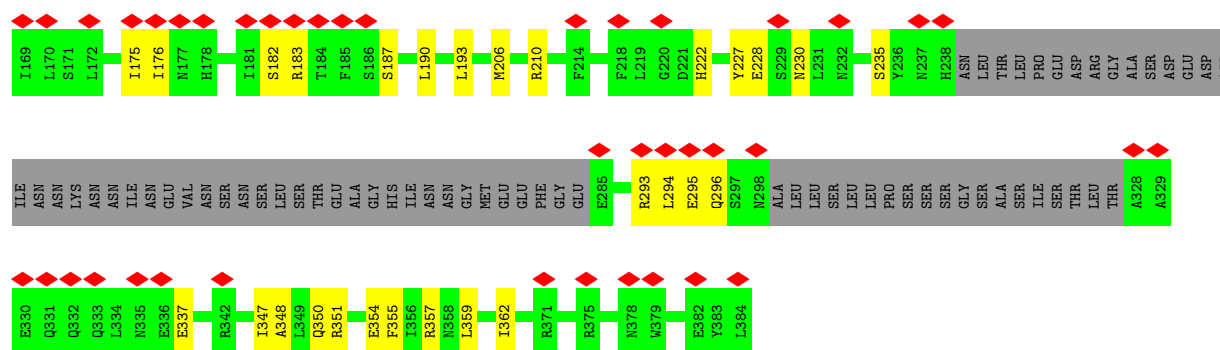 I169 L170 S171 L172 I175 I176 N177 H178 I181 S182 R183 T184 F185 S186 S187 L190 L193 M206 R210 F214 F218 L219 G220 D221 H222 Y227 E228 S229 N230 L231 N232 S235 Y236 N237 H238 ASN LEU THR LEU PRO GLU ASP ARG GLY ALA SER ASP GLU ASP
ILE ASN ASN LYS ASN ASN ILE ASN GLU VAL ASN SER ASN SER LEU SER THR GLU ALA GLY HIS ILE ASN ASN GLY MET GLU GLU PHE GLY GLU E285 R293 L294 E295 Q296 S297 N298 ALA LEU LEU SER LEU LEU PRO SER SER SER GLY SER ALA SER ILE SER THR LEU THR A328 A329
E330 Q331 Q332 Q333 L334 N335 E336 E337 R342 I347 A348 L349 Q350 R351 E354 F355 I356 R357 N358 L359 I362 R371 R375 N378 W379 E382 Y383 L384